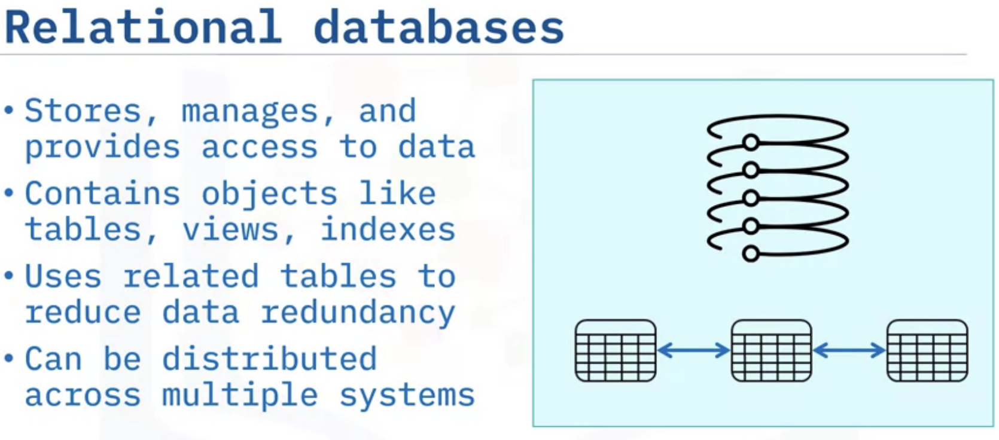 Relational databases
• Stores, manages, and
provides access to data
• Contains objects like
tables, views, indexes
• Uses related tables to
reduce data redundancy
• Can be distributed
across multiple systems